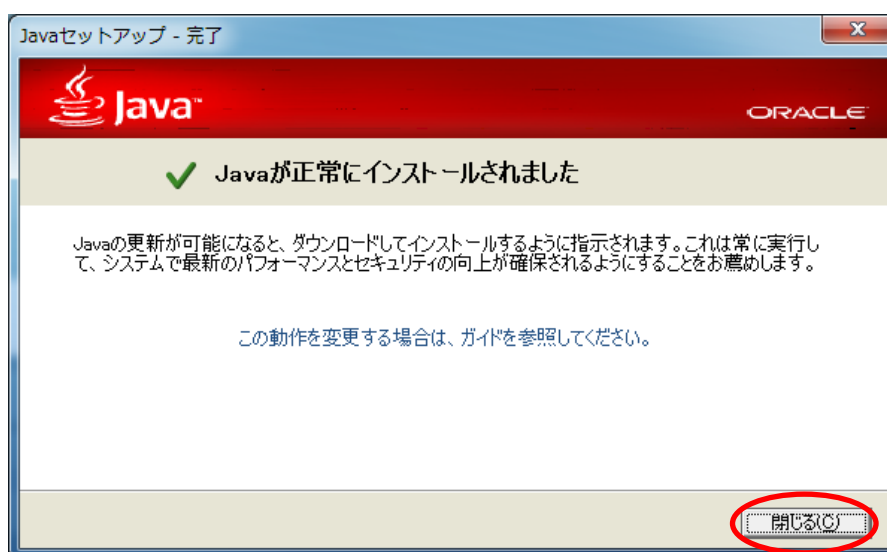 Javaセットアップ - 完了
x
Java™
ORACLE
Javaが正常にインストールされました
Javaの更新が可能になると、ダウンロードしてインストールするように指示されます。これは常に実行し
て、システムで最新のパフォーマンスとセキュリティの向上が確保されるようにすることをお薦めします。
この動作を変更する場合は、ガイドを参照してください。
閉じる(C)